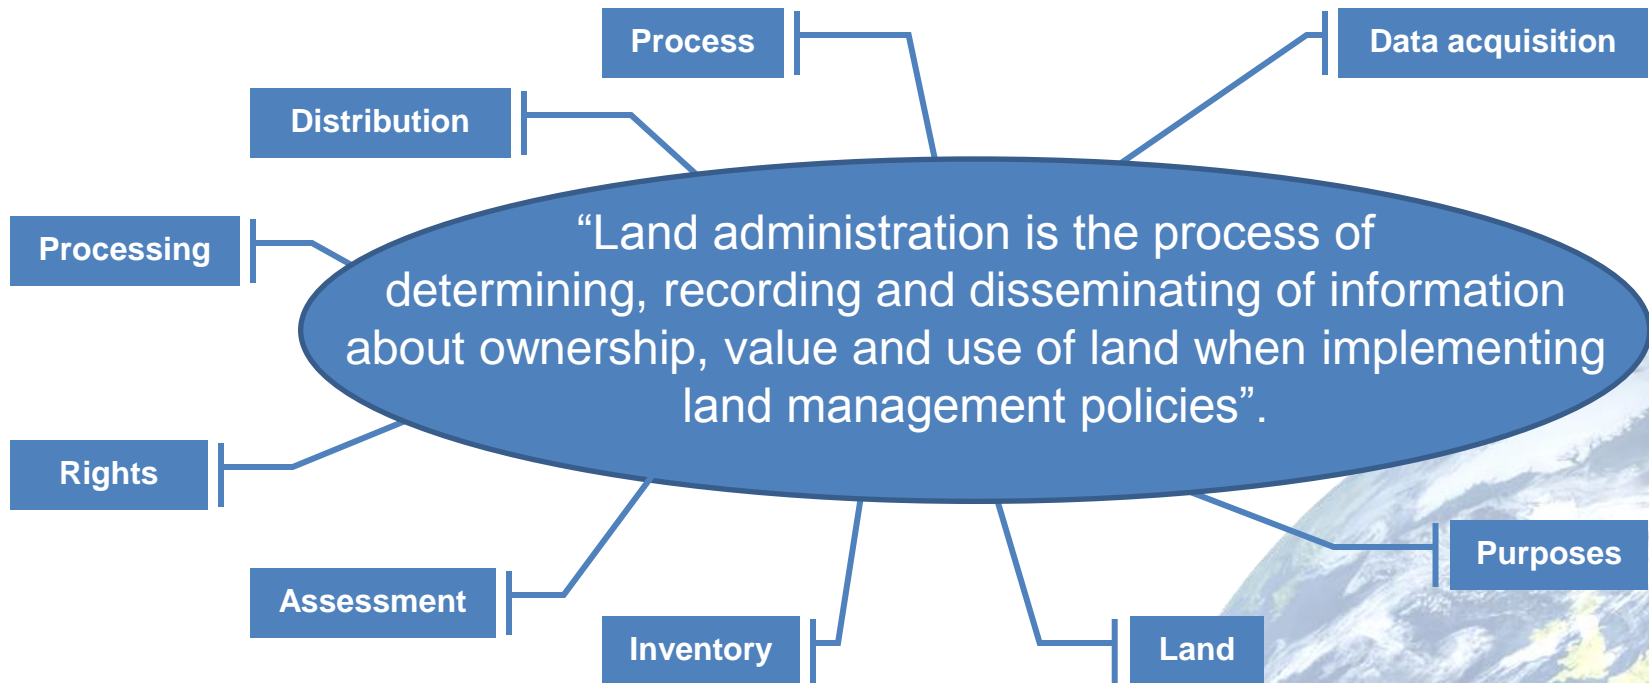 Process
Data acquisition
Distribution
“Land administration is the process of
determining, recording and disseminating of information
about ownership, value and use of land when implementing
land management policies”.
Processing
Rights
Assessment
Inventory
Land
Purposes